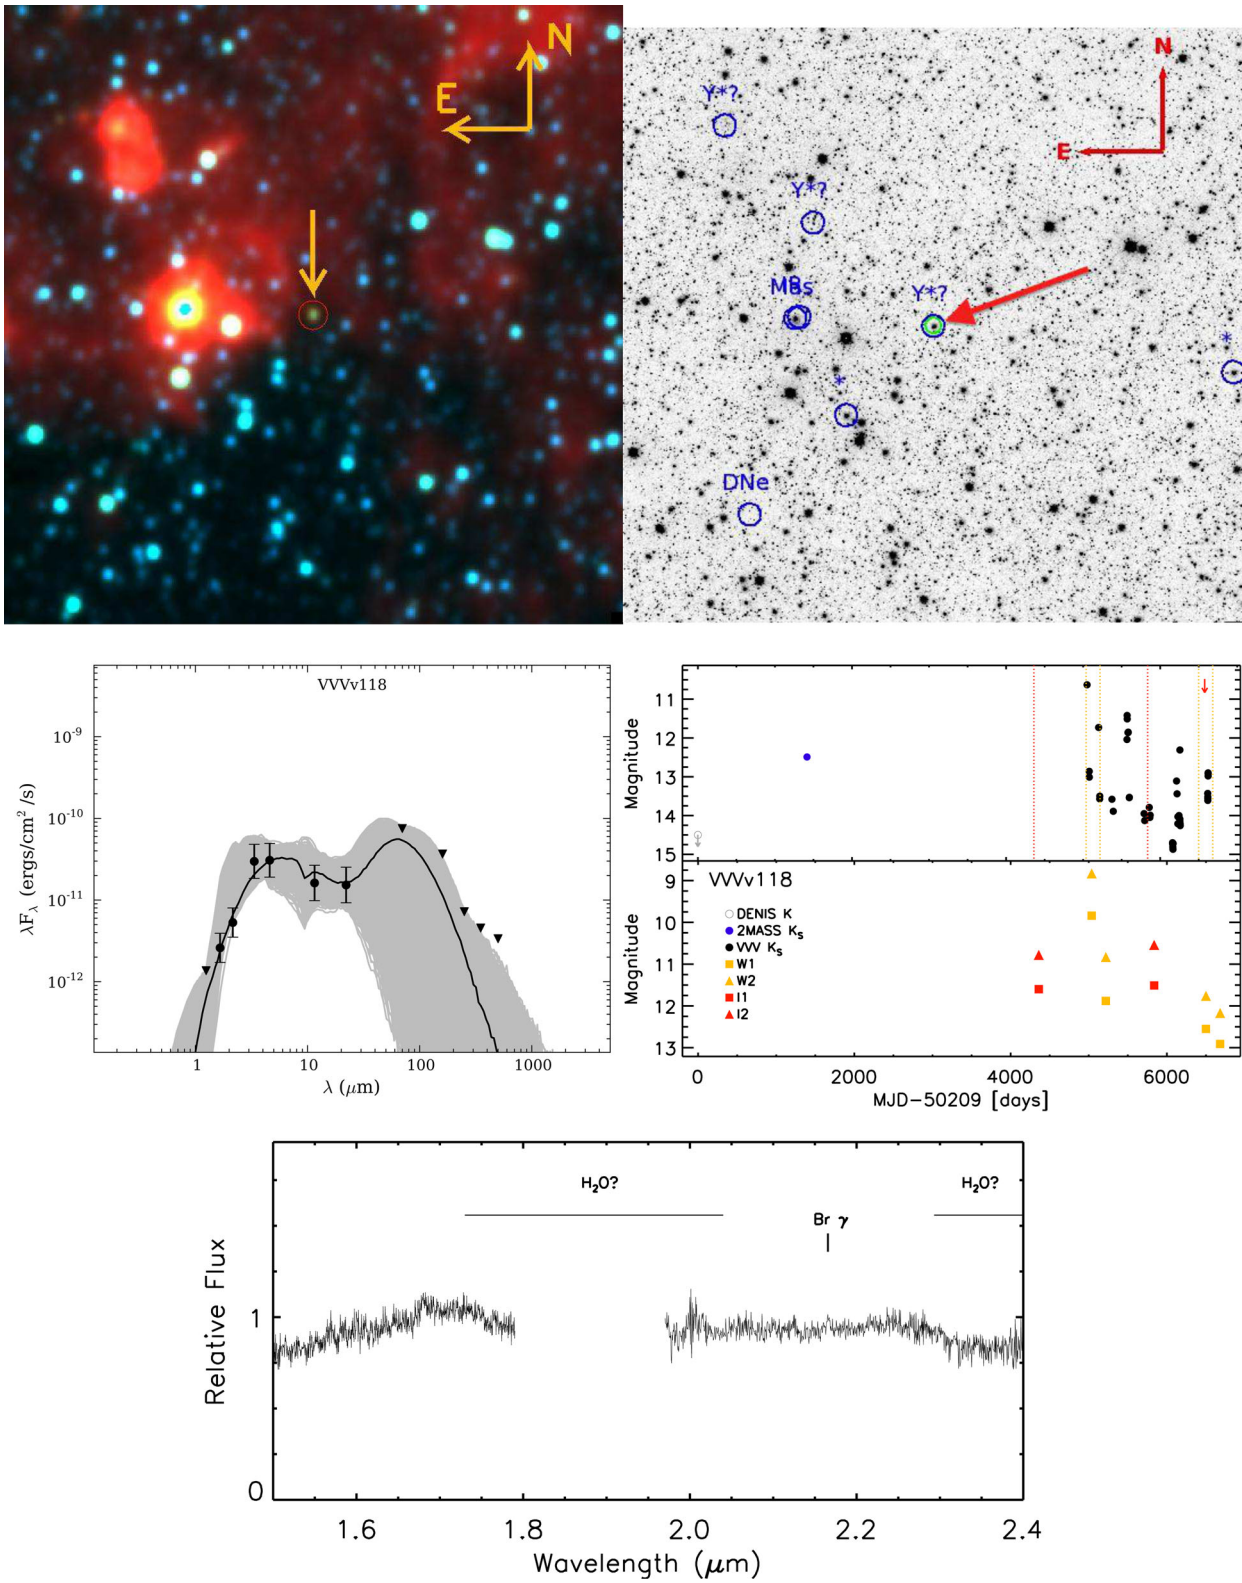 N
E
N
E
Y*?
Y*?
Y*?
*
*
DNe
VVVv118
10⁻⁹
10⁻¹⁰
10⁻¹¹
10⁻¹²
λF_λ (ergs/cm² /s)
1
10
100
1000
λ (μm)
11
12
13
14
15
Magnitude
VVVv118
DENIS K
2MASS Kₛ
VVV Kₛ
W1
W2
I1
I2
9
10
11
12
13
Magnitude
0
2000
4000
6000
MJD-50209 [days]
H₂O?
H₂O?
Br γ
1
0
Relative Flux
1.6
1.8
2.0
2.2
2.4
Wavelength (μm)